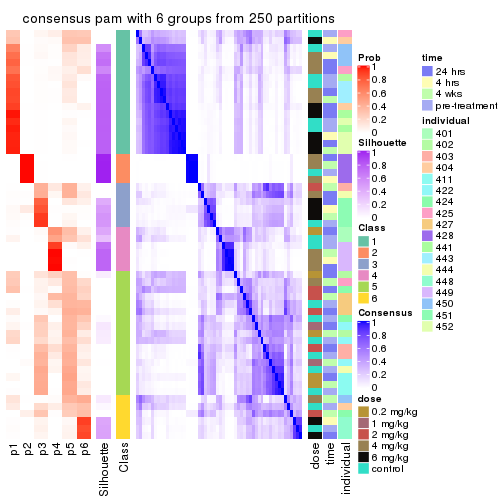 consensus pam with 6 groups from 250 partitions
Prob
1
0.8
0.6
0.4
0.2
0
Silhouette
1
0.8
0.6
0.4
0.2
0
Class
1
2
3
4
5
6
Consensus
1
0.8
0.6
0.4
0.2
0
dose
0.2 mg/kg
1 mg/kg
2 mg/kg
4 mg/kg
6 mg/kg
control
time
24 hrs
4 hrs
4 wks
pre-treatment
individual
401
402
403
404
411
422
424
425
427
428
441
443
444
448
449
450
451
452
p1
p2
p3
p4
p5
p6
Silhouette
Class
dose
time
individual